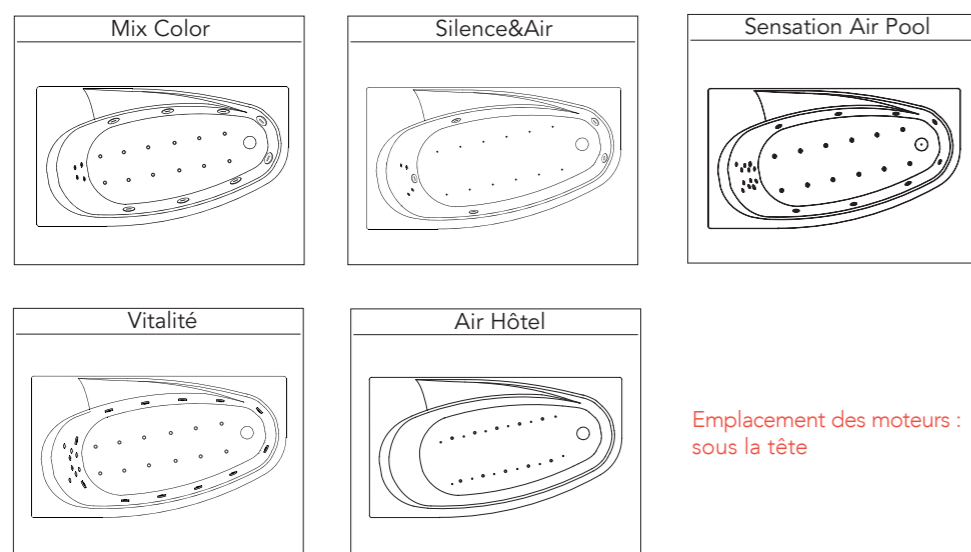 Mix Color
Silence&Air
Sensation Air Pool
Vitalité
Air Hôtel
Emplacement des moteurs :
sous la tête